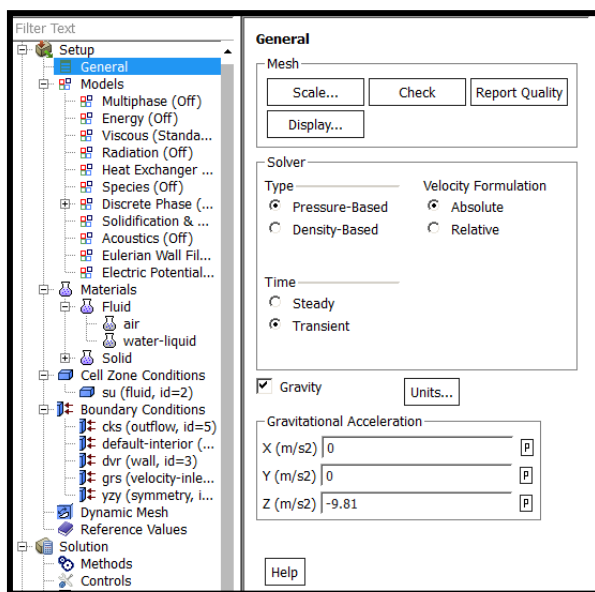 Filter Text
Setup
General
Models
Multiphase (Off)
Energy (Off)
Viscous (Standa...
Radiation (Off)
Heat Exchanger ...
Species (Off)
Discrete Phase (...
Solidification & ...
Acoustics (Off)
Eulerian Wall Fil...
Electric Potential...
Materials
Fluid
air
water-liquid
Solid
Cell Zone Conditions
su (fluid, id=2)
Boundary Conditions
cks (outflow, id=5)
default-interior (...
dvr (wall, id=3)
grs (velocity-inle...
yzy (symmetry, i...
Dynamic Mesh
Reference Values
Solution
Methods
Controls
General
Mesh
Scale... Check Report Quality
Display...
Solver
Type Velocity Formulation
Pressure-Based Absolute
Density-Based Relative
Time
Steady
Transient
Gravity Units...
Gravitational Acceleration
X (m/s2) 0 P
Y (m/s2) 0 P
Z (m/s2) -9.81 P
Help